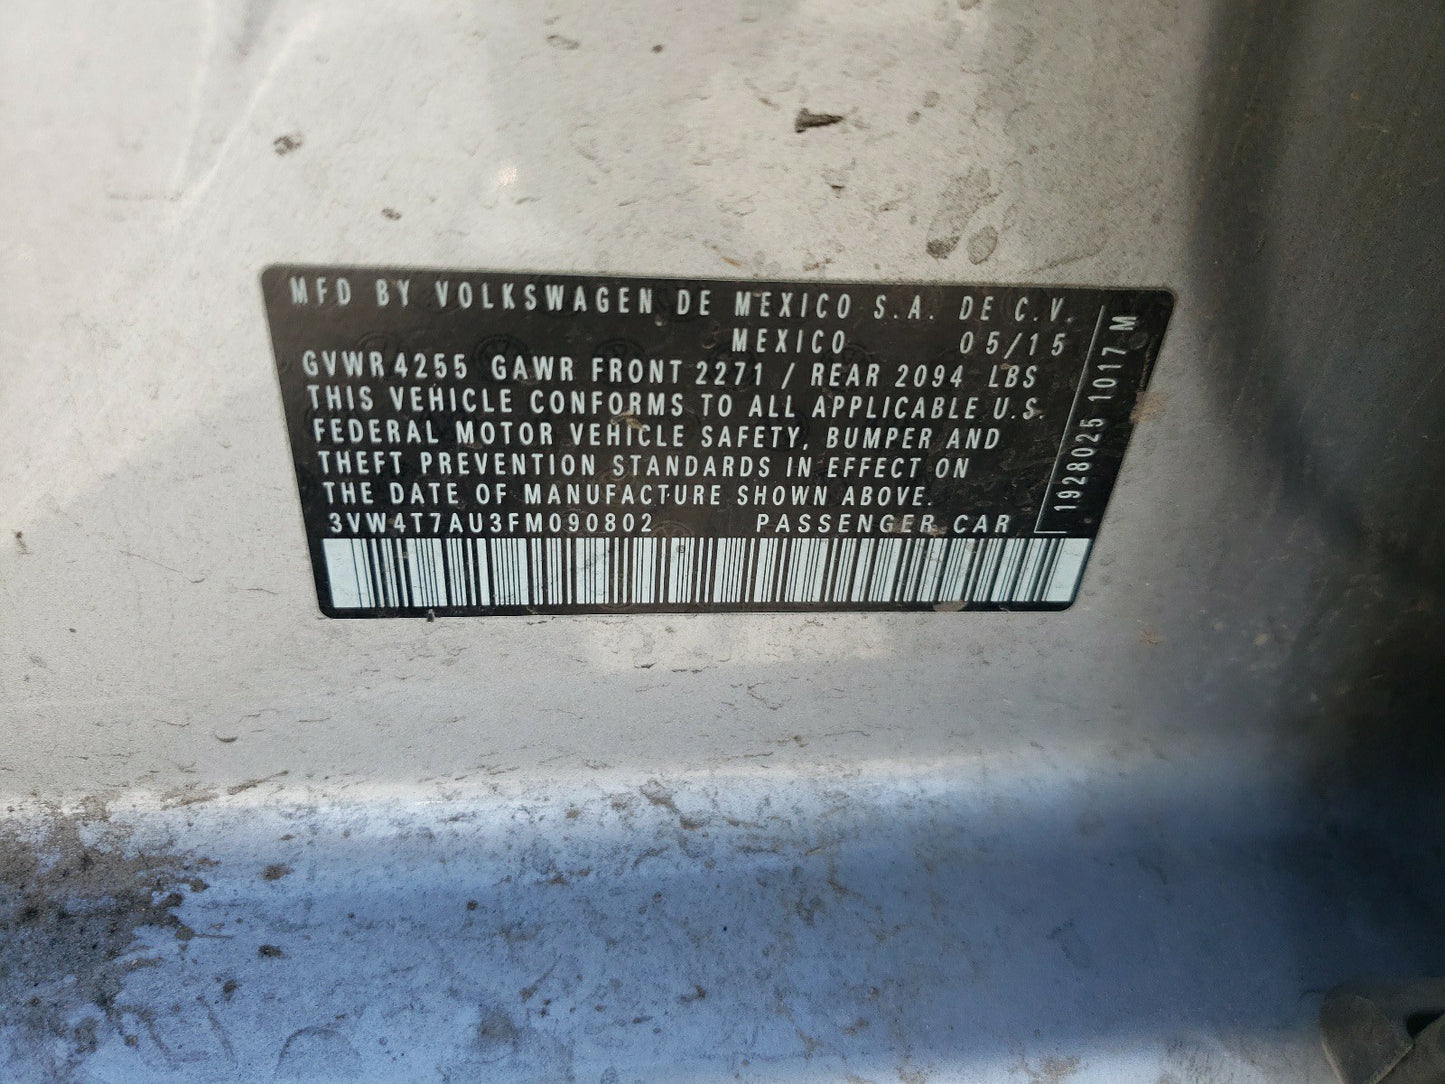 MFD BY VOLKSWAGEN DE MEXICO S.A. DE C.V.
MEXICO 05/15
GVWR 4255 GAWR FRONT 2271 / REAR 2094 LBS
THIS VEHICLE CONFORMS TO ALL APPLICABLE U.S.
FEDERAL MOTOR VEHICLE SAFETY, BUMPER AND
THEFT PREVENTION STANDARDS IN EFFECT ON
THE DATE OF MANUFACTURE SHOWN ABOVE.
3VW4T7AU3FM090802 PASSENGER CAR
1928025 1017 M